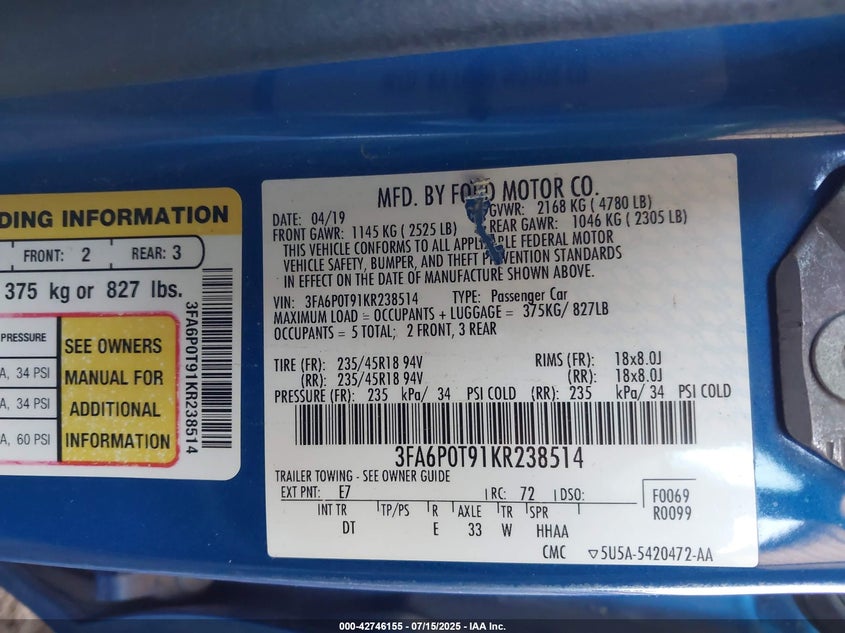 DING INFORMATION
FRONT: 2
REAR: 3
375 kg or 827 lbs.
PRESSURE
A, 34 PSI
A, 34 PSI
A, 60 PSI
SEE OWNERS
MANUAL FOR
ADDITIONAL
INFORMATION
3FA6P0T91KR238514
MFD. BY FORD MOTOR CO.
DATE: 04/19
GVWR: 2168 KG ( 4780 LB)
FRONT GAWR: 1145 KG ( 2525 LB)
REAR GAWR: 1046 KG ( 2305 LB)
THIS VEHICLE CONFORMS TO ALL APPLICABLE FEDERAL MOTOR
VEHICLE SAFETY, BUMPER, AND THEFT PREVENTION STANDARDS
IN EFFECT ON THE DATE OF MANUFACTURE SHOWN ABOVE.
VIN: 3FA6P0T91KR238514 TYPE: Passenger Car
MAXIMUM LOAD = OCCUPANTS + LUGGAGE = 375KG/ 827LB
OCCUPANTS = 5 TOTAL; 2 FRONT, 3 REAR
TIRE (FR): 235/45R18 94V RIMS (FR): 18x8.0J
(RR): 235/45R18 94V (RR): 18x8.0J
PRESSURE (FR): 235 kPa/ 34 PSI COLD (RR): 235 kPa/ 34 PSI COLD
3FA6P0T91KR238514
TRAILER TOWING - SEE OWNER GUIDE
EXT PNT: E7 RC: 72 DSO: F0069
INT TR TP/PS R AXLE TR SPR R0099
DT E 33 W HHAA
CMC ▽5U5A-5420472-AA
000-42746155 - 07/15/2025 - IAA Inc.